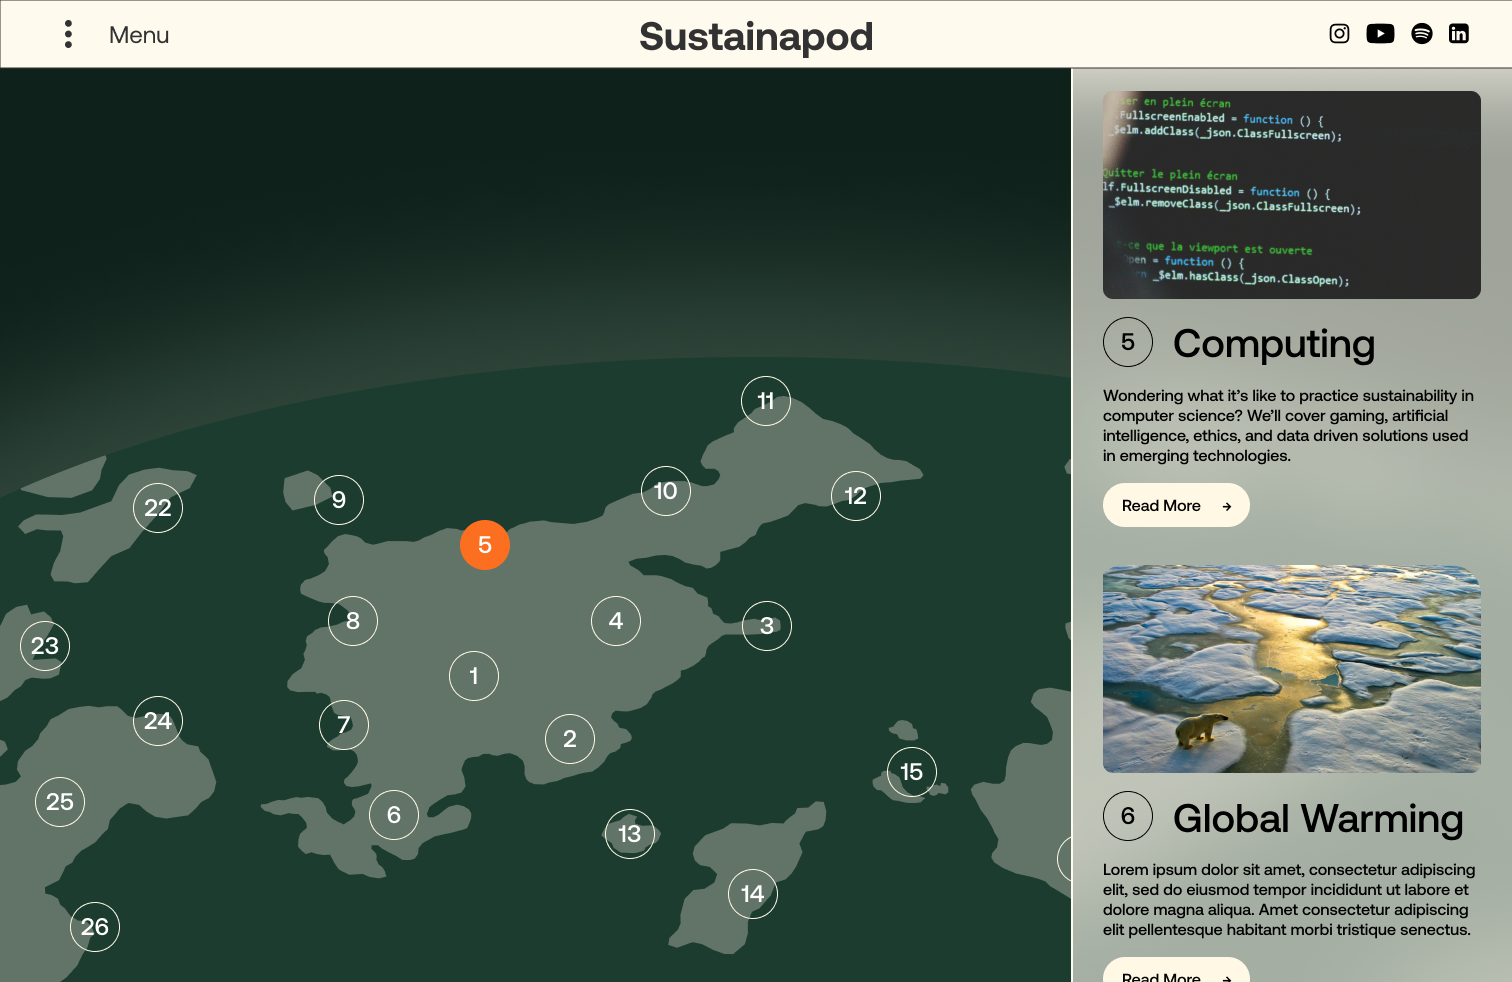 Menu
Sustainapod
ser en plein écran
.FullscreenEnabled = function () {
_$elm.addClass(_json.ClassFullscreen);
Quitter le plein écran
lf.FullscreenDisabled = function () {
_$elm.removeClass(_json.ClassFullscreen);
ce que la viewport est ouverte
Open = function () {
_$elm.hasClass(_json.ClassOpen);
5 Computing
Wondering what it’s like to practice sustainability in
computer science? We’ll cover gaming, artificial
intelligence, ethics, and data driven solutions used
in emerging technologies.
Read More →
6 Global Warming
Lorem ipsum dolor sit amet, consectetur adipiscing
elit, sed do eiusmod tempor incididunt ut labore et
dolore magna aliqua. Amet consectetur adipiscing
elit pellentesque habitant morbi tristique senectus.
Read More →
11
10
12
9
22
5
8
4
3
23
1
24
7
2
15
25
6
13
14
26